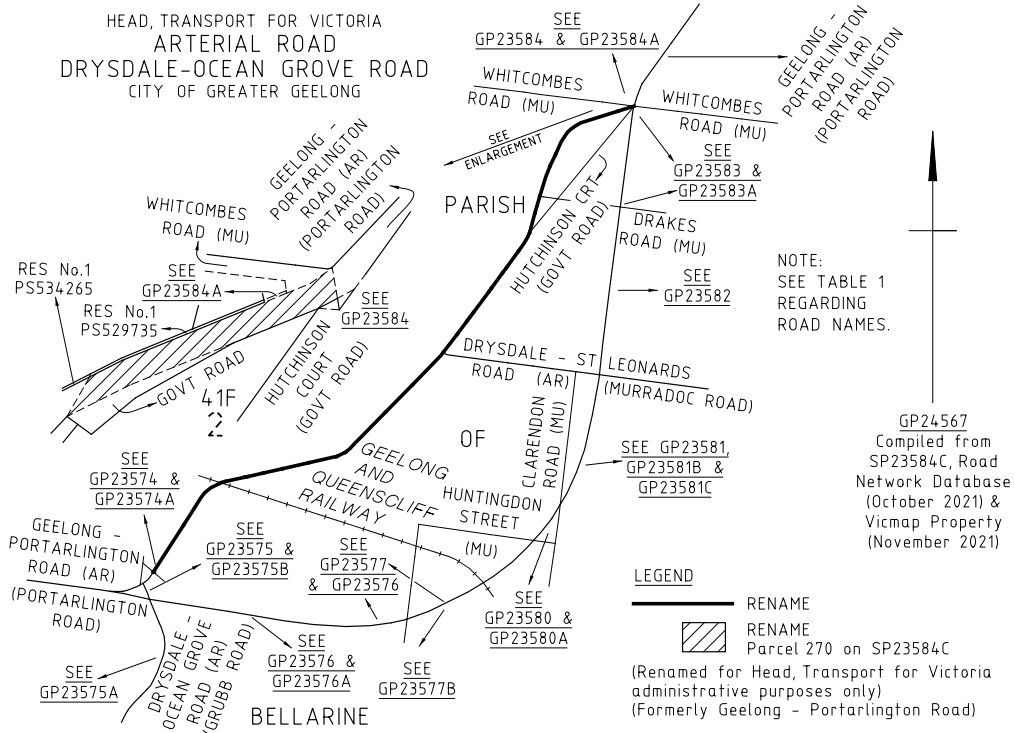 HEAD, TRANSPORT FOR VICTORIA
ARTERIAL ROAD
DRYSDALE-OCEAN GROVE ROAD
CITY OF GREATER GEELONG
SEE
GP23584 & GP23584A
WHITCOMBES
ROAD (MU)
WHITCOMBES
ROAD (MU)
GEELONG -
PORTARLINGTON
ROAD (AR)
(PORTARLINGTON
ROAD)
SEE
ENLARGEMENT
SEE
GP23583 &
GP23583A
PARISH
HUTCHINSON CRT
(GOVT ROAD)
DRAKES
ROAD (MU)
SEE
GP23582
NOTE:
SEE TABLE 1
REGARDING
ROAD NAMES.
GEELONG -
PORTARLINGTON
ROAD (AR)
(PORTARLINGTON
ROAD)
WHITCOMBES
ROAD (MU)
RES No.1
PS534265
SEE
GP23584A
RES No.1
PS529735
SEE
GP23584
GOVT ROAD
HUTCHINSON
COURT
(GOVT ROAD)
41F
2
DRYSDALE - ST LEONARDS
ROAD (AR)
(MURRADOC ROAD)
CLARENDON
ROAD (MU)
OF
SEE GP23581,
GP23581B &
GP23581C
GP24567
Compiled from
SP23584C, Road
Network Database
(October 2021) &
Vicmap Property
(November 2021)
SEE
GP23574 &
GP23574A
GEELONG
AND
QUEENSCLIFF
RAILWAY
HUNTINGDON
STREET
(MU)
GEELONG -
PORTARLINGTON
ROAD (AR)
(PORTARLINGTON
ROAD)
SEE
GP23575 &
GP23575B
SEE
GP23577
& GP23576
SEE
GP23580 &
GP23580A
SEE
GP23575A
DRYSDALE -
OCEAN GROVE
ROAD (AR)
(GRUBB ROAD)
SEE
GP23576 &
GP23576A
SEE
GP23577B
BELLARINE
LEGEND
RENAME
RENAME
Parcel 270 on SP23584C
(Renamed for Head, Transport for Victoria
administrative purposes only)
(Formerly Geelong - Portarlington Road)